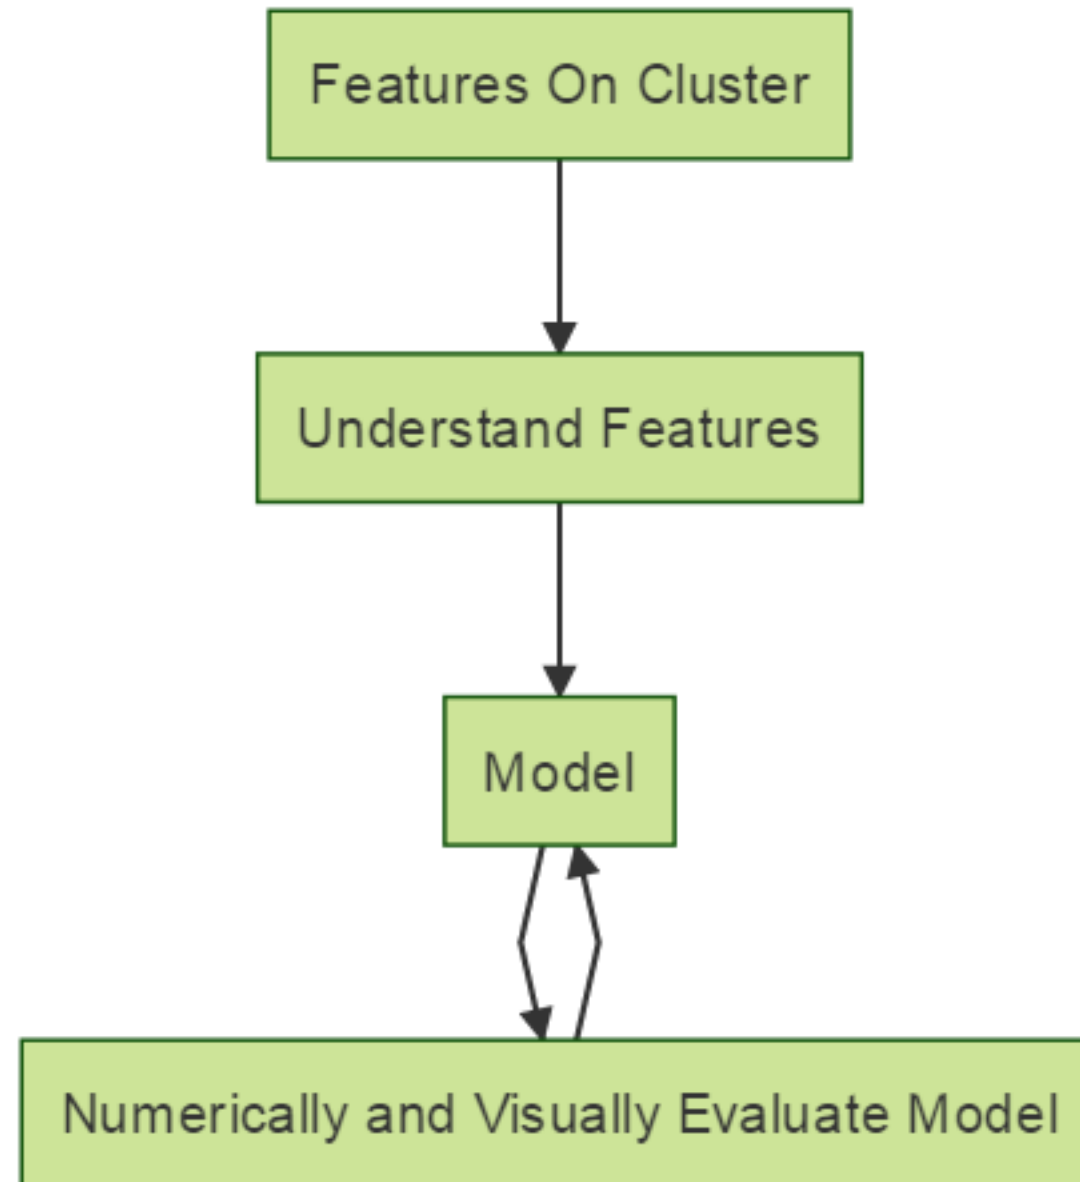 Features On Cluster
Understand Features
Model
Numerically and Visually Evaluate Model